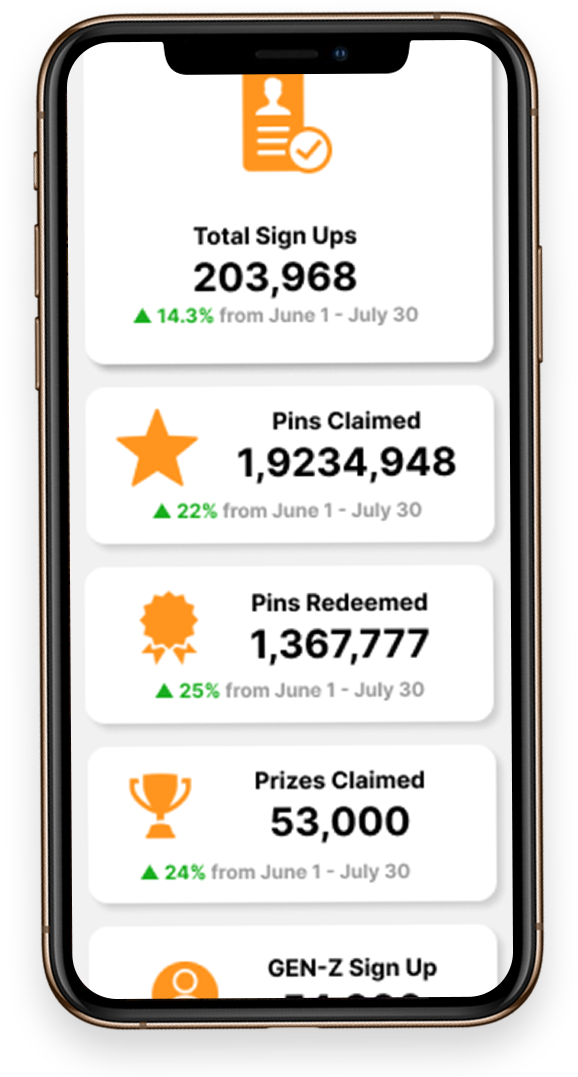 Total Sign Ups
203,968
▲ 14.3% from June 1 - July 30
Pins Claimed
1,9234,948
▲ 22% from June 1 - July 30
Pins Redeemed
1,367,777
▲ 25% from June 1 - July 30
Prizes Claimed
53,000
▲ 24% from June 1 - July 30
GEN-Z Sign Up